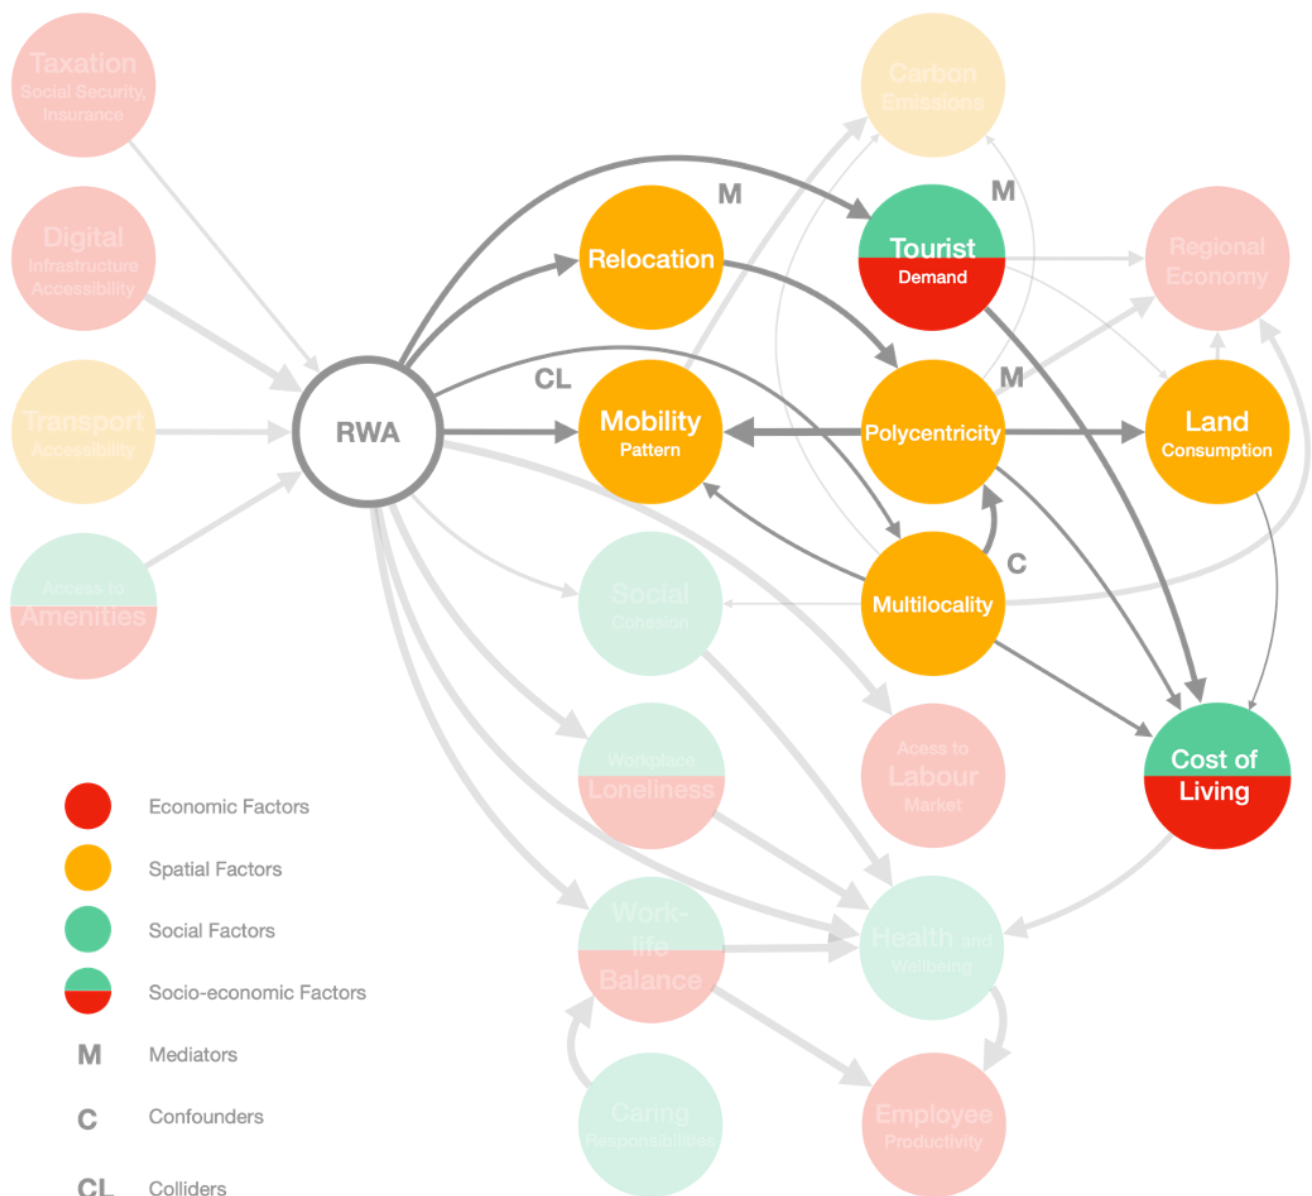 Taxation
Social Security,
Insurance
Carbon
Emissions
M
M
Digital
Infrastructure
Accessibility
Relocation
Tourist
Demand
Regional
Economy
CL
M
Transport
Accessibility
RWA
Mobility
Pattern
Polycentricity
Land
Consumption
C
Access to
Amenities
Social
Cohesion
Multilocality
Workplace
Loneliness
Acess to
Labour
Market
Cost of
Living
Work-
life
Balance
Health and
Wellbeing
Caring
Responsibilities
Employee
Productivity
Economic Factors
Spatial Factors
Social Factors
Socio-economic Factors
M Mediators
C Confounders
CL Colliders